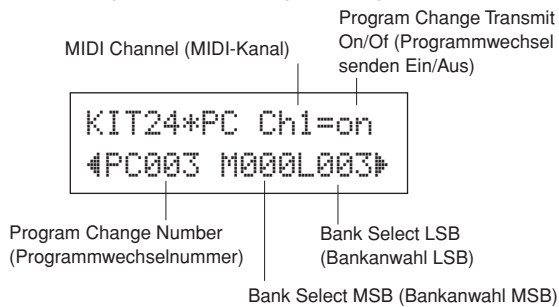 Program Change Transmit
On/Of (Programmwechsel
senden Ein/Aus)
MIDI Channel (MIDI-Kanal)
KIT24*PC Ch1=on
◀PC003 M000L003▶
Program Change Number
(Programmwechselnummer)
Bank Select LSB
(Bankanwahl LSB)
Bank Select MSB (Bankanwahl MSB)